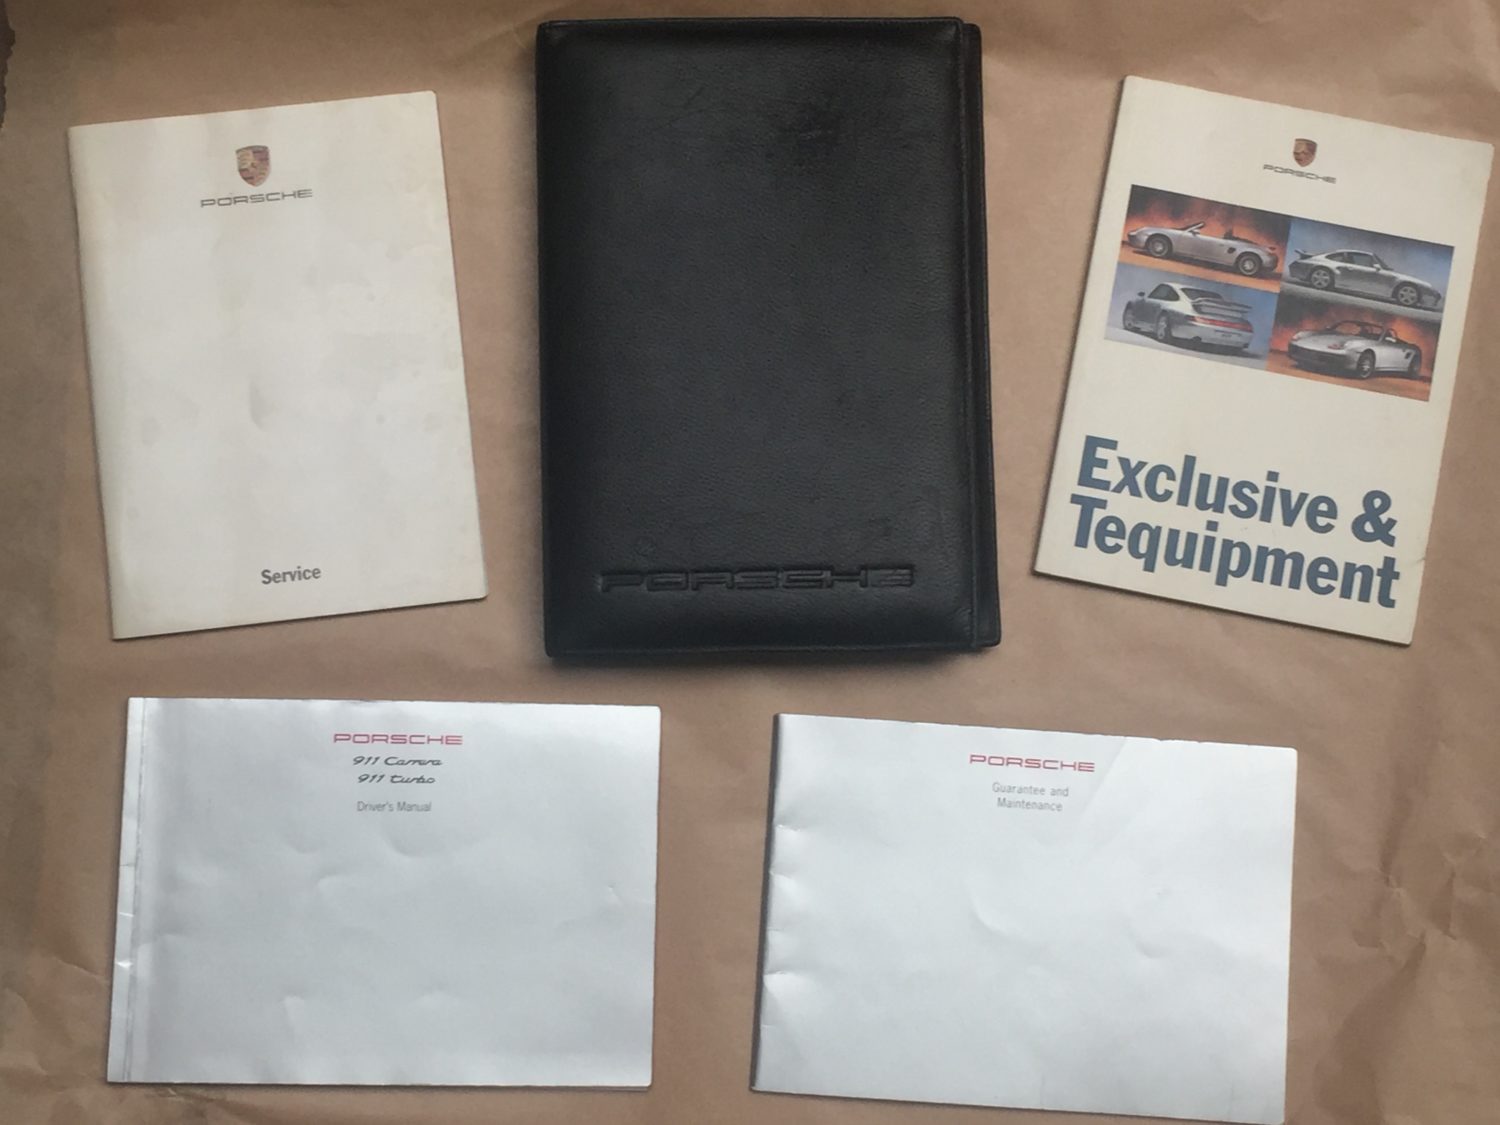 PORSCHE
Service
PORSCHE
PORSCHE
Exclusive &
Tequipment
PORSCHE
911 Carrera
911 turbo
Driver's Manual
PORSCHE
Guarantee and
Maintenance